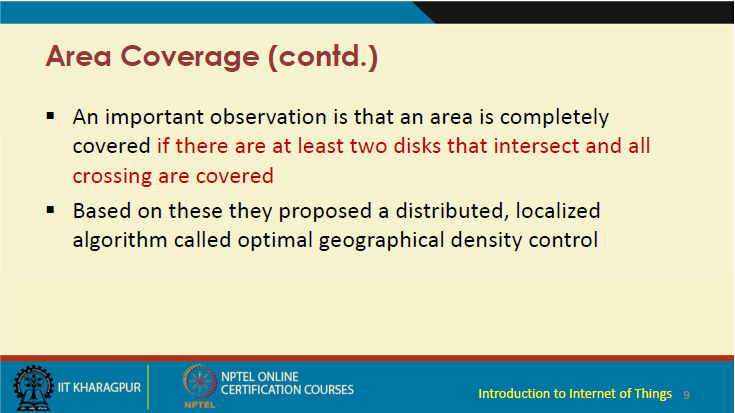 Area Coverage (contd.)
▪ An important observation is that an area is completely
covered if there are at least two disks that intersect and all
crossing are covered
▪ Based on these they proposed a distributed, localized
algorithm called optimal geographical density control
IIT KHARAGPUR
NPTEL
NPTEL ONLINE
CERTIFICATION COURSES
Introduction to Internet of Things 9